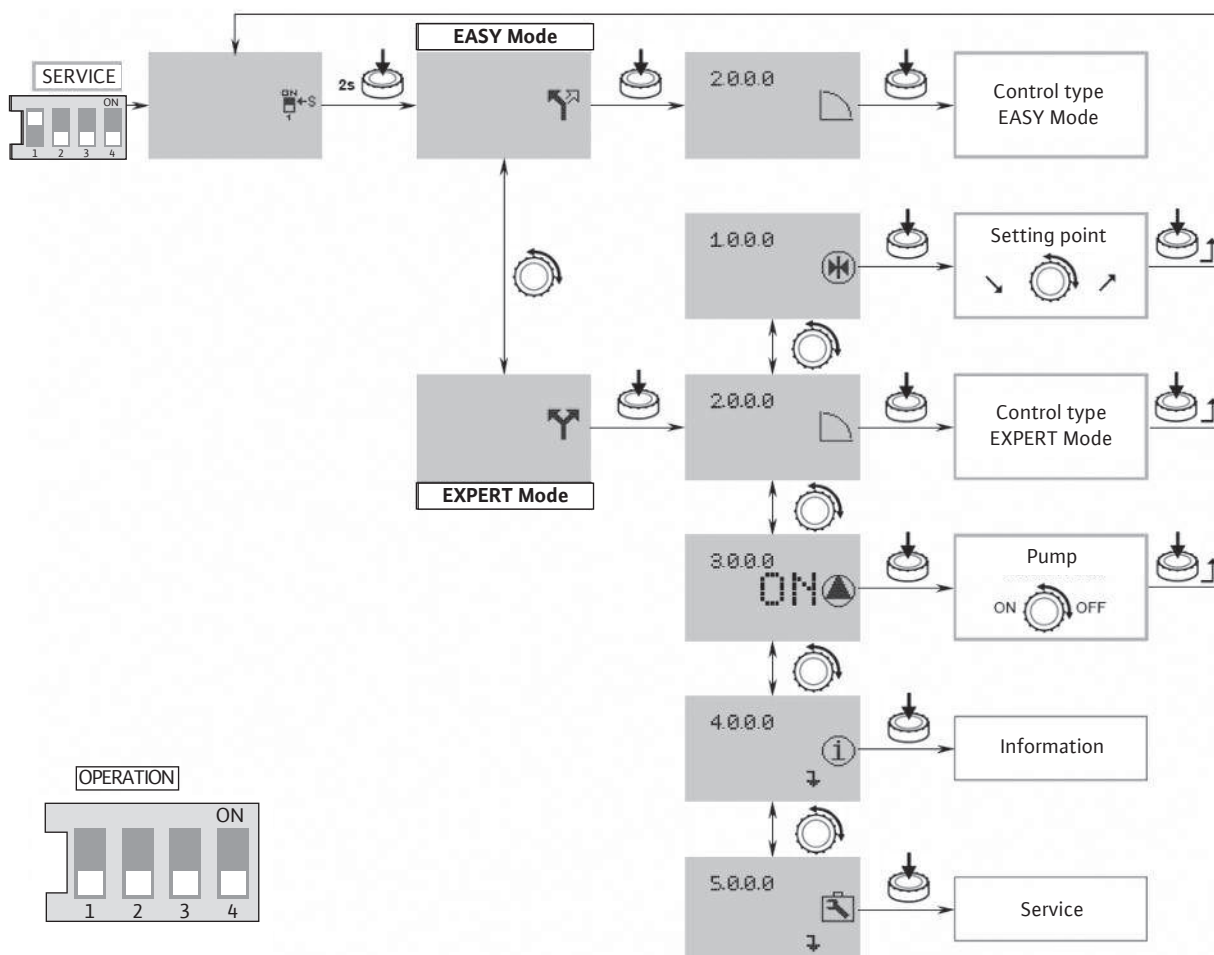 EASY Mode
SERVICE
ON
1 2 3 4
ON
←S
1
2s
2.0.0.0
Control type
EASY Mode
1.0.0.0
Setting point
2.0.0.0
Control type
EXPERT Mode
EXPERT Mode
3.0.0.0
ON
Pump
ON OFF
4.0.0.0
i
Information
OPERATION
ON
1 2 3 4
5.0.0.0
Service